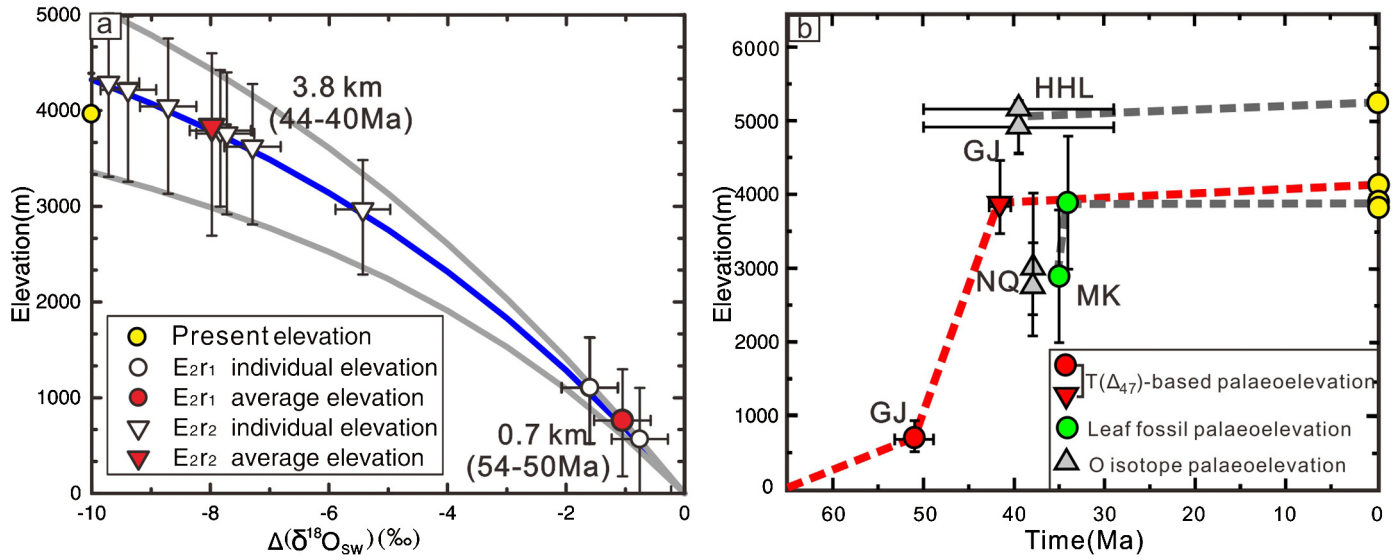 a
5000
4000
3000
2000
1000
0
Elevation(m)
3.8 km
(44-40Ma)
0.7 km
(54-50Ma)
Present elevation
E₂r₁ individual elevation
E₂r₁ average elevation
E₂r₂ individual elevation
E₂r₂ average elevation
-10 -8 -6 -4 -2 0
Δ(δ¹⁸Osw)(‰)
b
6000
5000
4000
3000
2000
1000
0
Elevation(m)
HHL
GJ
NQ
MK
GJ
T(Δ₄₇)-based palaeoelevation
Leaf fossil palaeoelevation
O isotope palaeoelevation
60 50 40 30 20 10 0
Time(Ma)